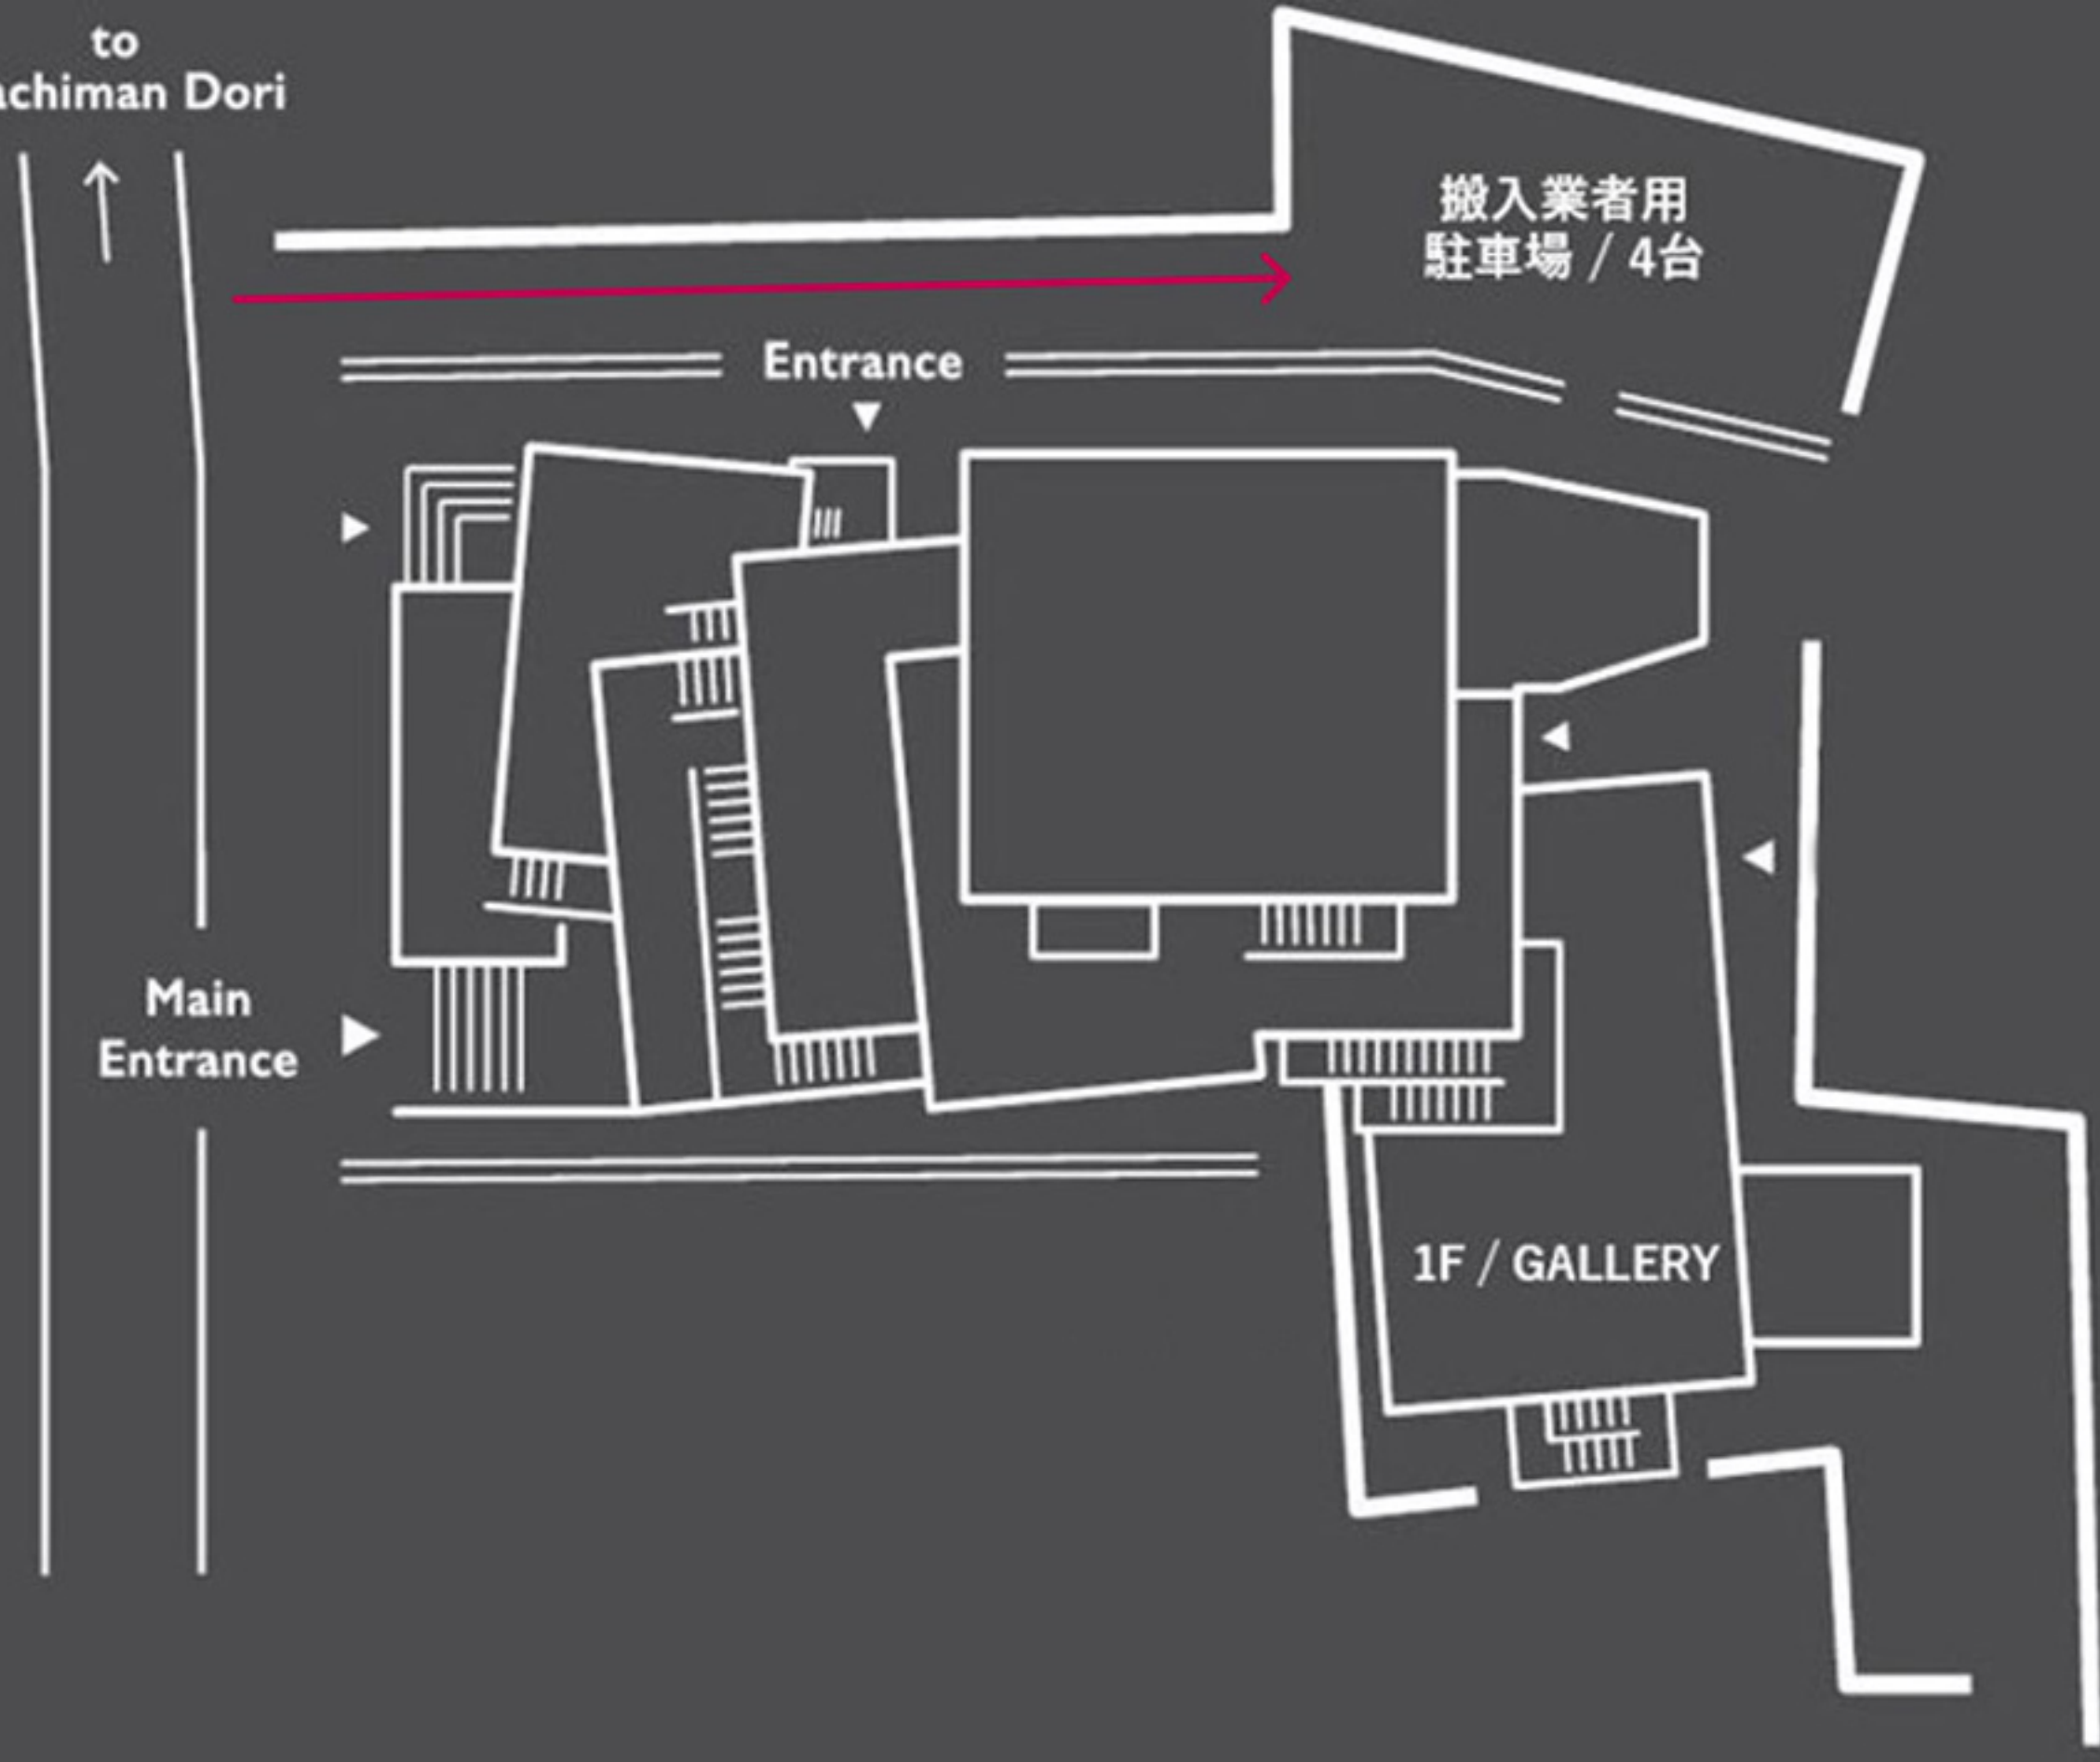 to
achiman Dori
搬入業者用
駐車場 / 4台
Entrance
Main
Entrance
1F / GALLERY